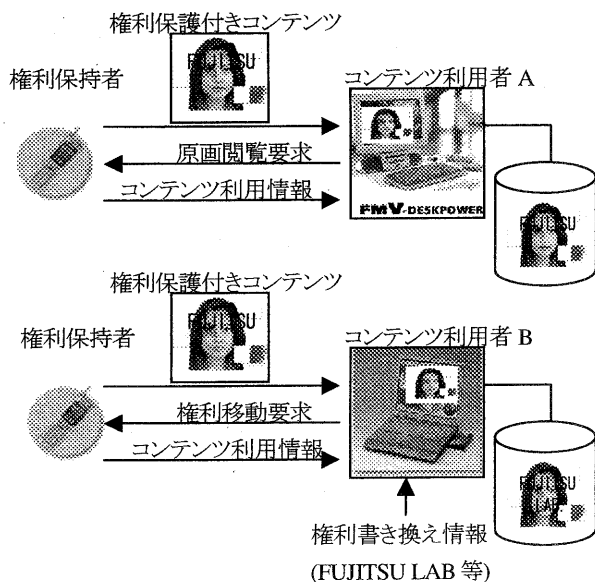 権利保護付きコンテンツ
FUJITSU
権利保持者
コンテンツ利用者 A
原画閲覧要求
コンテンツ利用情報
FMV-DESKPOWER
FUJITSU
権利保護付きコンテンツ
FUJITSU
権利保持者
コンテンツ利用者 B
権利移動要求
コンテンツ利用情報
FUJITSU
LAB
権利書き換え情報
(FUJITSU LAB 等)